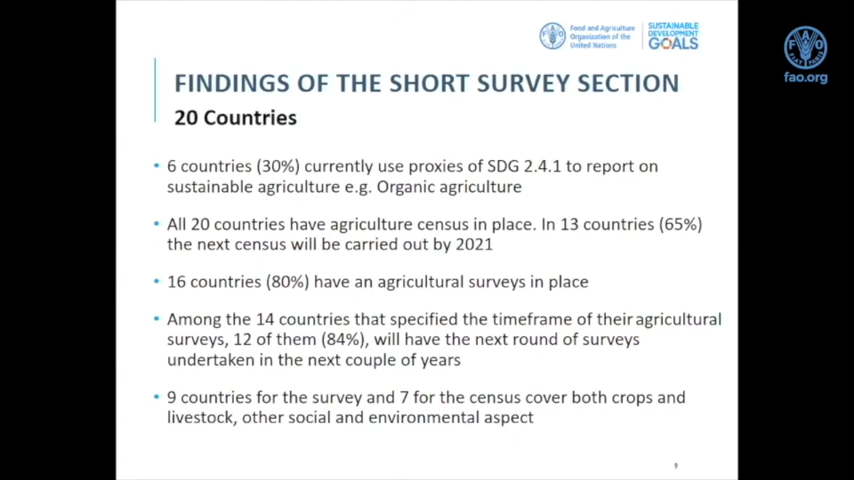 Food and Agriculture
Organization of the
United Nations
SUSTAINABLE
DEVELOPMENT
GOALS
FAO
FIAT PANIS
fao.org
FINDINGS OF THE SHORT SURVEY SECTION
20 Countries
• 6 countries (30%) currently use proxies of SDG 2.4.1 to report on
sustainable agriculture e.g. Organic agriculture
• All 20 countries have agriculture census in place. In 13 countries (65%)
the next census will be carried out by 2021
• 16 countries (80%) have an agricultural surveys in place
• Among the 14 countries that specified the timeframe of their agricultural
surveys, 12 of them (84%), will have the next round of surveys
undertaken in the next couple of years
• 9 countries for the survey and 7 for the census cover both crops and
livestock, other social and environmental aspect
9